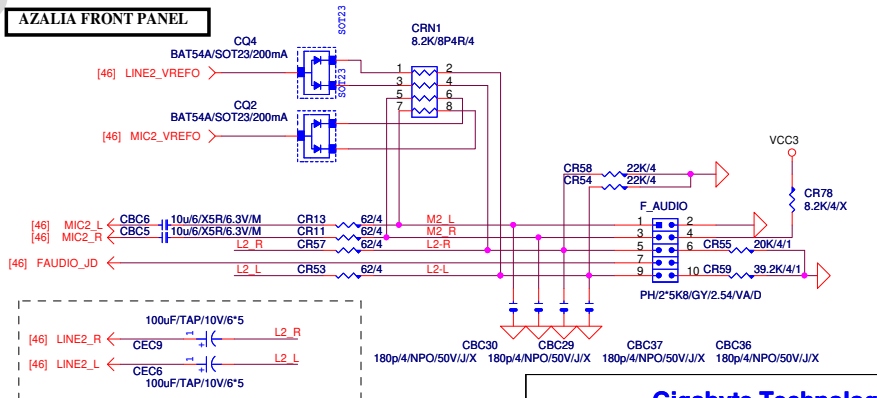 AZALIA FRONT PANEL
SOT23
CQ4
BAT54A/SOT23/200mA
CRN1
8.2K/8P4R/4
[46] LINE2_VREFO
SOT23
1 2
3 4
5 6
7 8
CQ2
BAT54A/SOT23/200mA
[46] MIC2_VREFO
VCC3
CR58 22K/4
CR54 22K/4
CR78
8.2K/4/X
F_AUDIO
[46] MIC2_L CBC6 10u/6/X5R/6.3V/M CR13 62/4 M2_L 1 2
[46] MIC2_R CBC5 10u/6/X5R/6.3V/M CR11 62/4 M2_R 3 4
L2_R CR57 62/4 L2-R 5 6 CR55 20K/4/1
[46] FAUDIO_JD 7
L2_L CR53 62/4 L2-L 9 10 CR59 39.2K/4/1
PH/2*5K8/GY/2.54/VA/D
100uF/TAP/10V/6*5
[46] LINE2_R 1 L2_R
CEC9
[46] LINE2_L 1 L2_L
CEC6
100uF/TAP/10V/6*5
CBC30 CBC29 CBC37 CBC36
180p/4/NPO/50V/J/X 180p/4/NPO/50V/J/X 180p/4/NPO/50V/J/X 180p/4/NPO/50V/J/X